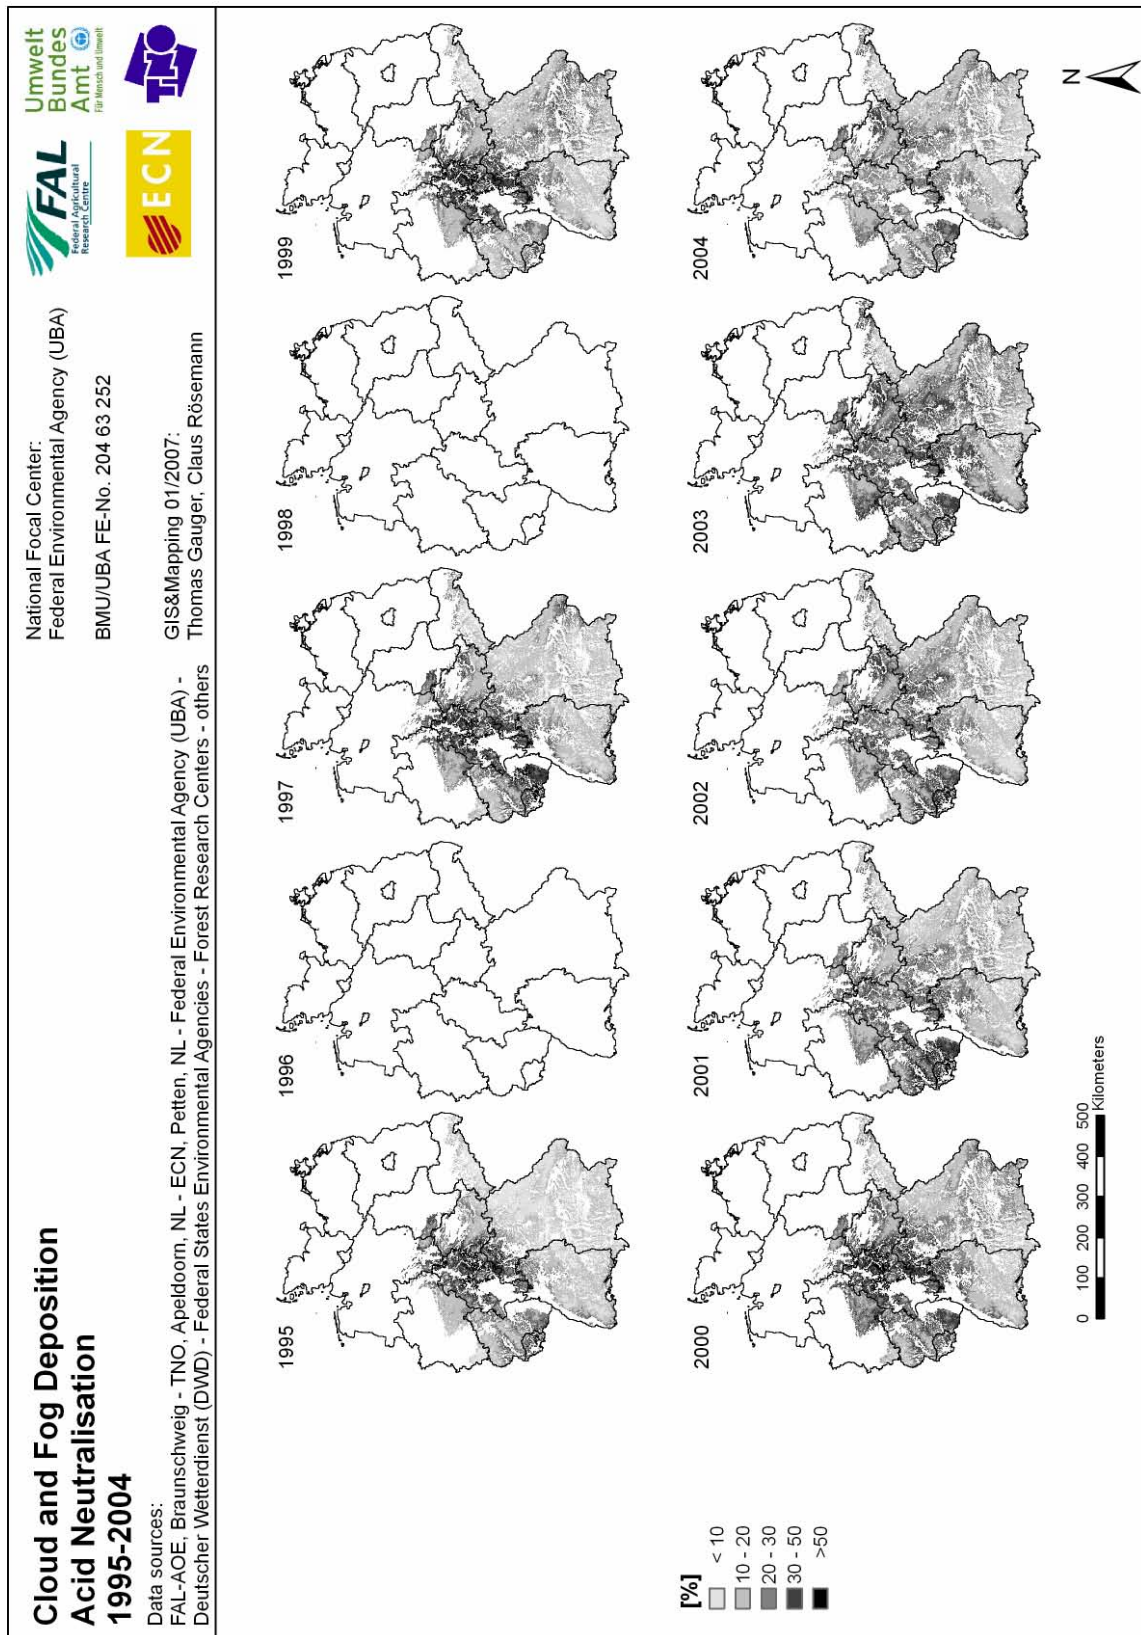 Cloud and Fog Deposition
Acid Neutralisation
1995-2004
Data sources:
FAL-AOE, Braunschweig - TNO, Apeldoorn, NL - ECN, Petten, NL - Federal Environmental Agency (UBA) -
Deutscher Wetterdienst (DWD) - Federal States Environmental Agencies - Forest Research Centers - others
National Focal Center:
Federal Environmental Agency (UBA)
BMU/UBA FE-No. 204 63 252
GIS&Mapping 01/2007:
Thomas Gauger, Claus Rösemann
FAL
Federal Agricultural
Research Centre
Umwelt
Bundes
Amt
Für Mensch und Umwelt
ECN
TNO
1995
1996
1997
1998
1999
2000
2001
2002
2003
2004
[%]
< 10
10 - 20
20 - 30
30 - 50
>50
0 100 200 300 400 500
Kilometers
N